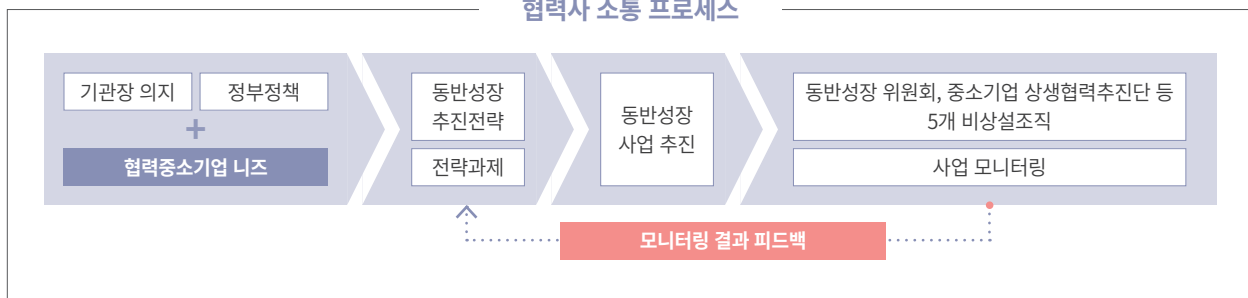 협력사 소통 프로세스
기관장 의지
정부정책
+
협력중소기업 니즈
동반성장
추진전략
전략과제
동반성장
사업 추진
동반성장 위원회, 중소기업 상생협력추진단 등
5개 비상설조직
사업 모니터링
모니터링 결과 피드백